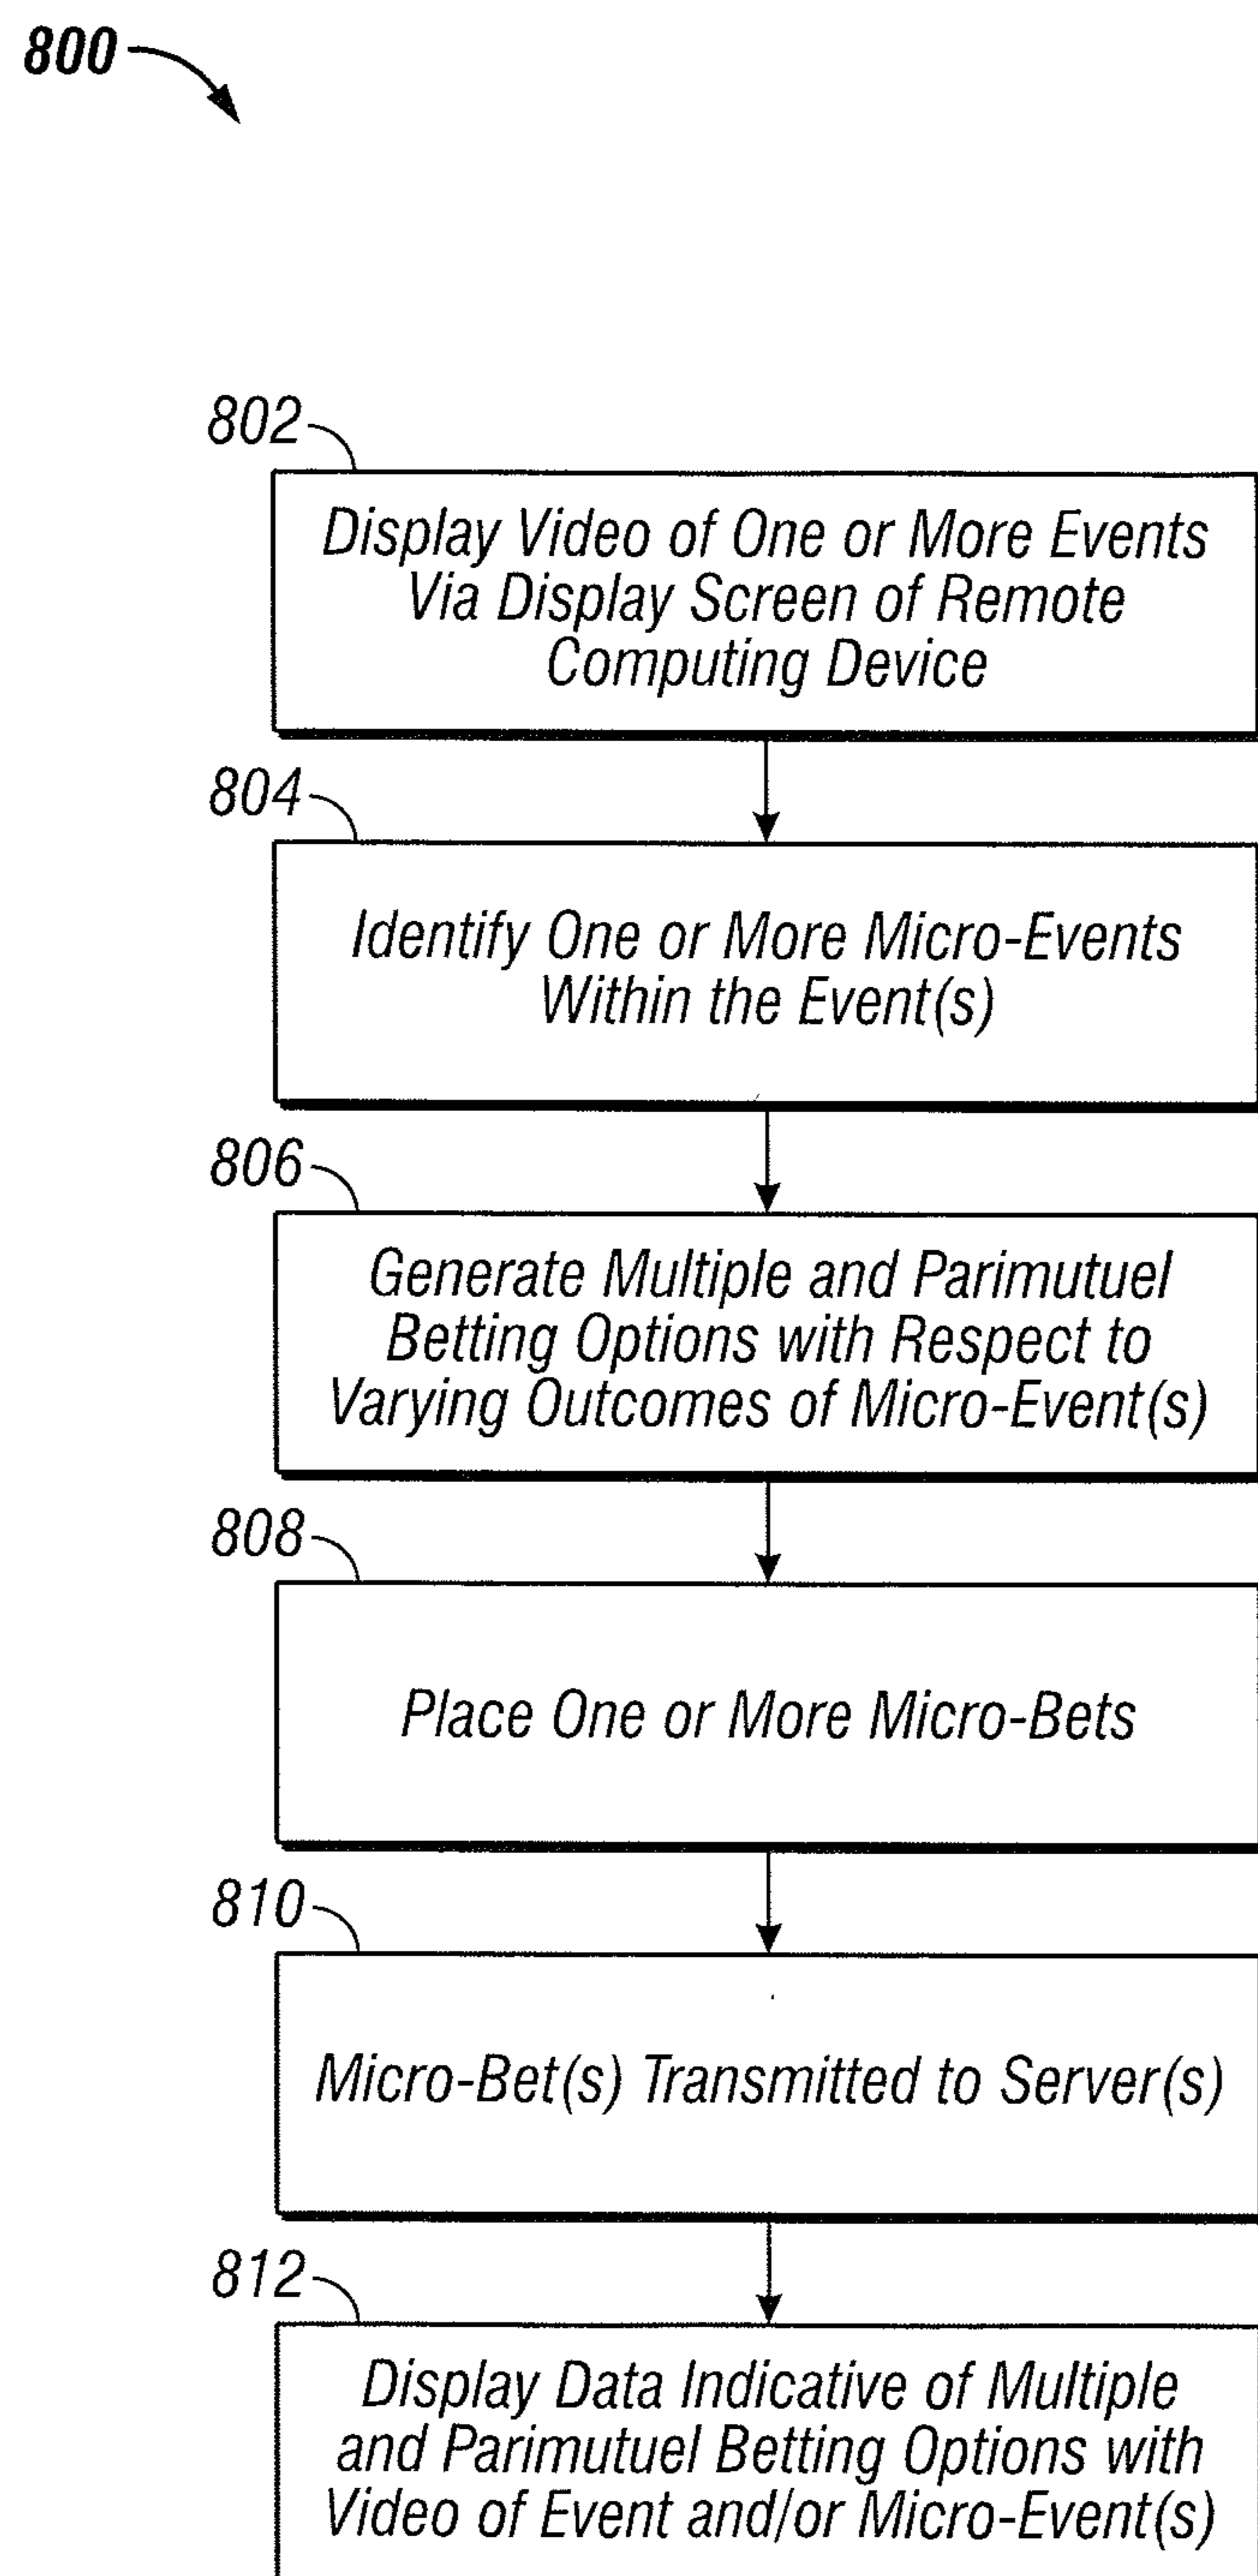 800
802
Display Video of One or More Events
Via Display Screen of Remote
Computing Device
804
Identify One or More Micro-Events
Within the Event(s)
806
Generate Multiple and Parimutuel
Betting Options with Respect to
Varying Outcomes of Micro-Event(s)
808
Place One or More Micro-Bets
810
Micro-Bet(s) Transmitted to Server(s)
812
Display Data Indicative of Multiple
and Parimutuel Betting Options with
Video of Event and/or Micro-Event(s)